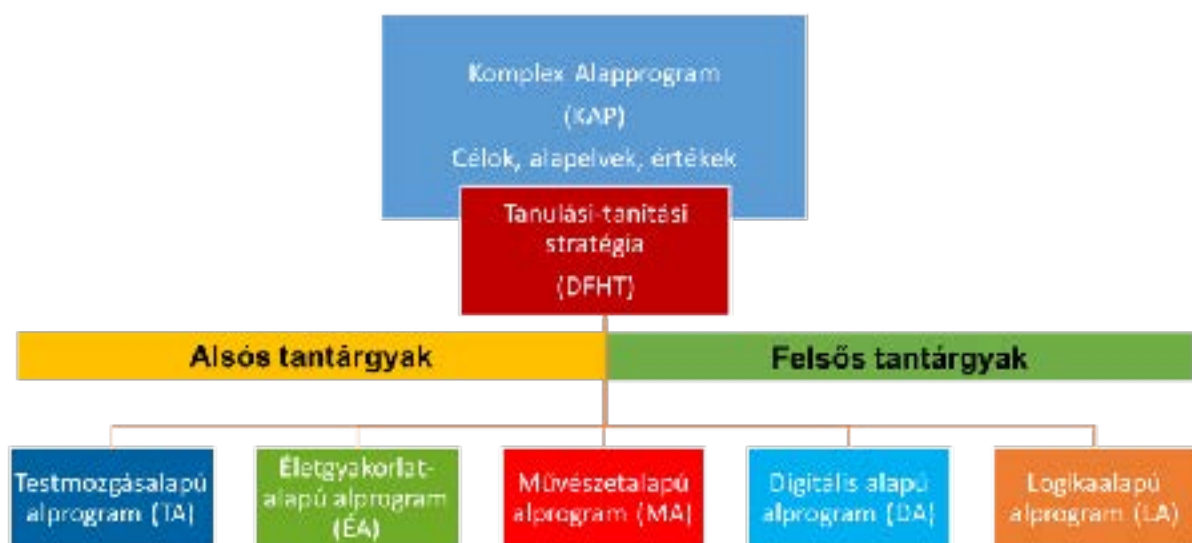 Komplex Alapprogram
(KAP)
Célok, alapelvek, értékek
Tanulási-tanítási
stratégia
(DFHT)
Alsós tantárgyak
Felsős tantárgyak
Testmozgásalapú
alprogram (TA)
Életgyakorlat-
alapú alprogram
(ÉA)
Művészetalapú
alprogram (MA)
Digitális alapú
alprogram (DA)
Logikaalapú
alprogram (LA)